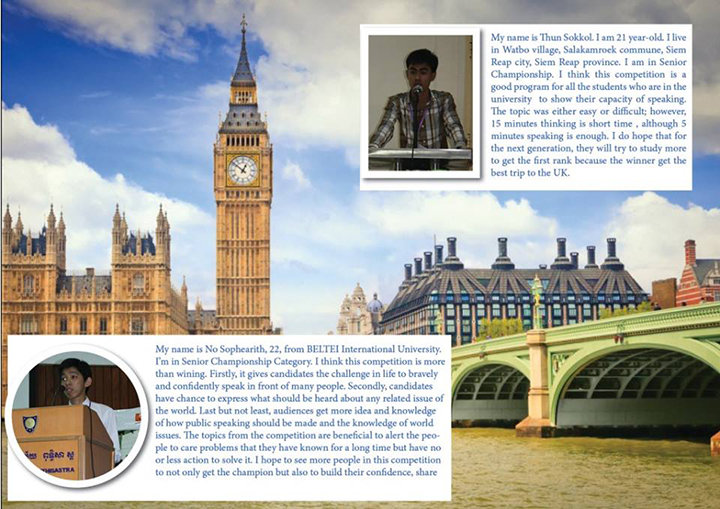 My name is Thun Sokkol. I am 21 year-old. I live
in Watbo village, Salakamroek commune, Siem
Reap city, Siem Reap province. I am in Senior
Championship. I think this competition is a
good program for all the students who are in the
university to show their capacity of speaking.
The topic was either easy or difficult; however,
15 minutes thinking is short time , although 5
minutes speaking is enough. I do hope that for
the next generation, they will try to study more
to get the first rank because the winner get the
best trip to the UK.
My name is No Sophearith, 22, from BELTEI International University.
I'm in Senior Championship Category. I think this competition is more
than wining. Firstly, it gives candidates the challenge in life to bravely
and confidently speak in front of many people. Secondly, candidates
have chance to express what should be heard about any related issue of
the world. Last but not least, audiences get more idea and knowledge
of how public speaking should be made and the knowledge of world
issues. The topics from the competition are beneficial to alert the peo-
ple to care problems that they have known for a long time but have no
or less action to solve it. I hope to see more people in this competition
to not only get the champion but also to build their confidence, share